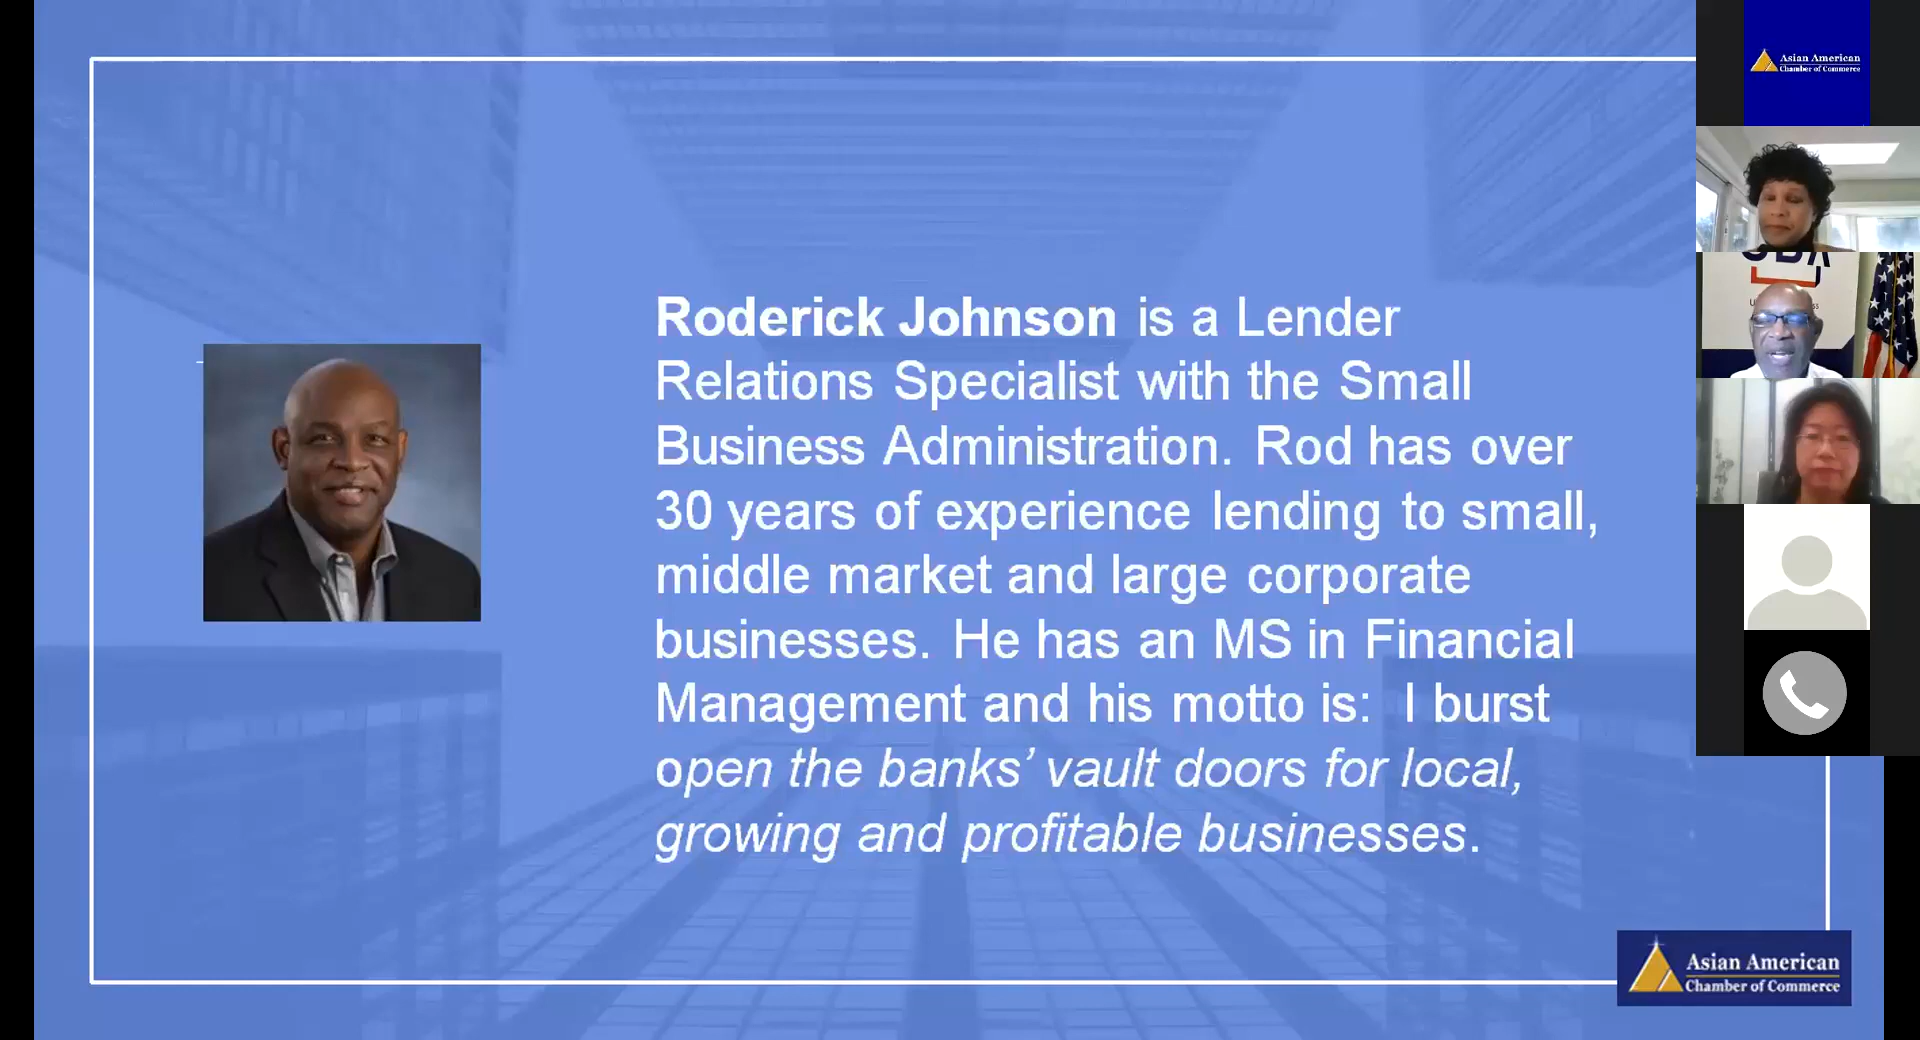 Roderick Johnson is a Lender
Relations Specialist with the Small
Business Administration. Rod has over
30 years of experience lending to small,
middle market and large corporate
businesses. He has an MS in Financial
Management and his motto is: I burst
open the banks’ vault doors for local,
growing and profitable businesses.
Asian American
Chamber of Commerce
Asian American
Chamber of Commerce
SBA